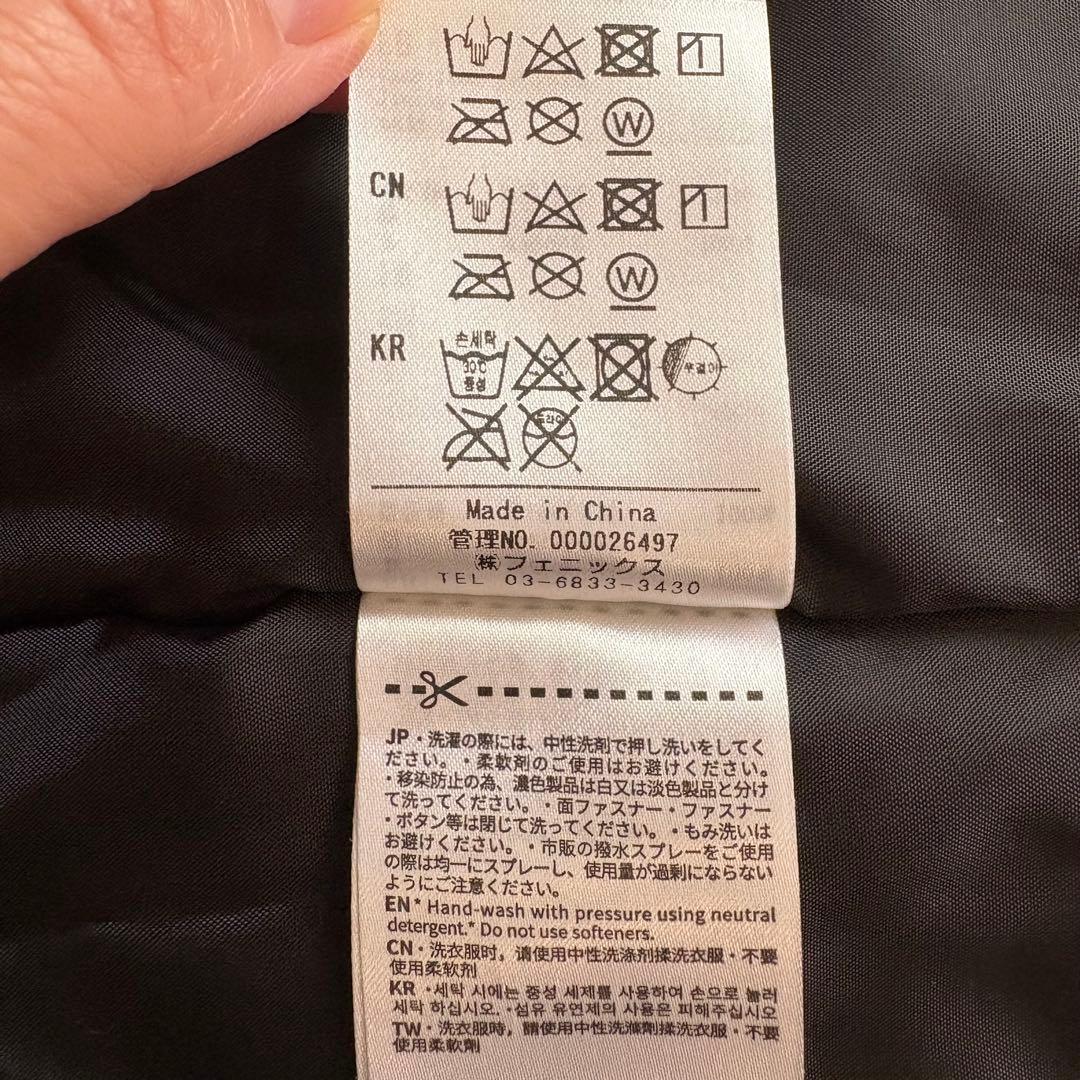 W
CN
W
KR
손세탁
30℃
중성
Made in China
管理NO. 000026497
㈱フェニックス
TEL 03-6833-3430
JP・洗濯の際には、中性洗剤で押し洗いをしてく
ださい。・柔軟剤のご使用はお避けください。
・移染防止の為、濃色製品は白又は淡色製品と分け
て洗ってください。・面ファスナー・ファスナー
・ボタン等は閉じて洗ってください。・もみ洗いは
お避けください。・市販の撥水スプレーをご使用
の際は均一にスプレーし、使用量が過剰にならない
ようにご注意ください。
EN * Hand-wash with pressure using neutral
detergent.* Do not use softeners.
CN・洗衣服时，请使用中性洗涤剂揉洗衣服・不要
使用柔软剂
KR ・세탁 시에는 중성 세제를 사용하여 손으로 눌러
세탁 하십시오. ・섬유 유연제의 사용은 피해주십시오
TW・洗衣服時，請使用中性洗滌劑揉洗衣服・不要
使用柔軟劑